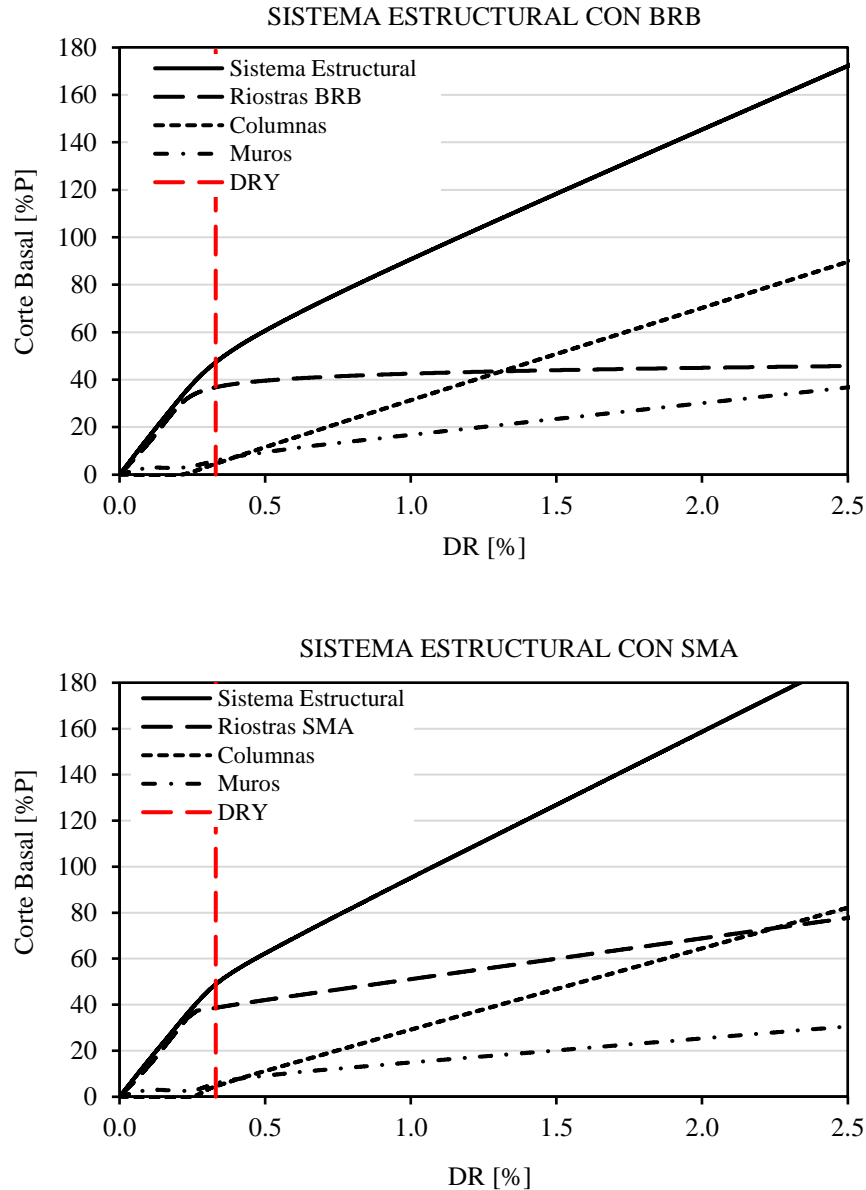 SISTEMA ESTRUCTURAL CON BRB
180
160
140
120
100
80
60
40
20
0
Corte Basal [%P]
Sistema Estructural
Riostras BRB
Columnas
Muros
DRY
0.0 0.5 1.0 1.5 2.0 2.5
DR [%]
SISTEMA ESTRUCTURAL CON SMA
180
160
140
120
100
80
60
40
20
0
Corte Basal [%P]
Sistema Estructural
Riostras SMA
Columnas
Muros
DRY
0.0 0.5 1.0 1.5 2.0 2.5
DR [%]